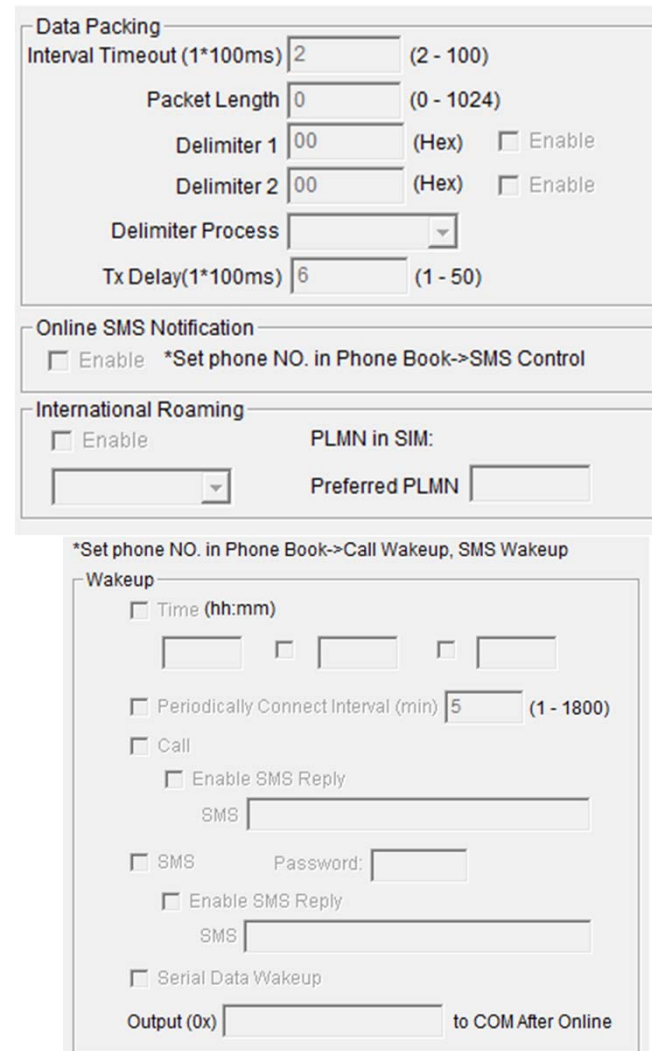 Data Packing
Interval Timeout (1*100ms) 2 (2 - 100)
Packet Length 0 (0 - 1024)
Delimiter 1 00 (Hex) Enable
Delimiter 2 00 (Hex) Enable
Delimiter Process
Tx Delay(1*100ms) 6 (1 - 50)
Online SMS Notification
Enable *Set phone NO. in Phone Book->SMS Control
International Roaming
Enable PLMN in SIM:
Preferred PLMN
*Set phone NO. in Phone Book->Call Wakeup, SMS Wakeup
Wakeup
Time (hh:mm)
Periodically Connect Interval (min) 5 (1 - 1800)
Call
Enable SMS Reply
SMS
SMS Password:
Enable SMS Reply
SMS
Serial Data Wakeup
Output (0x) to COM After Online